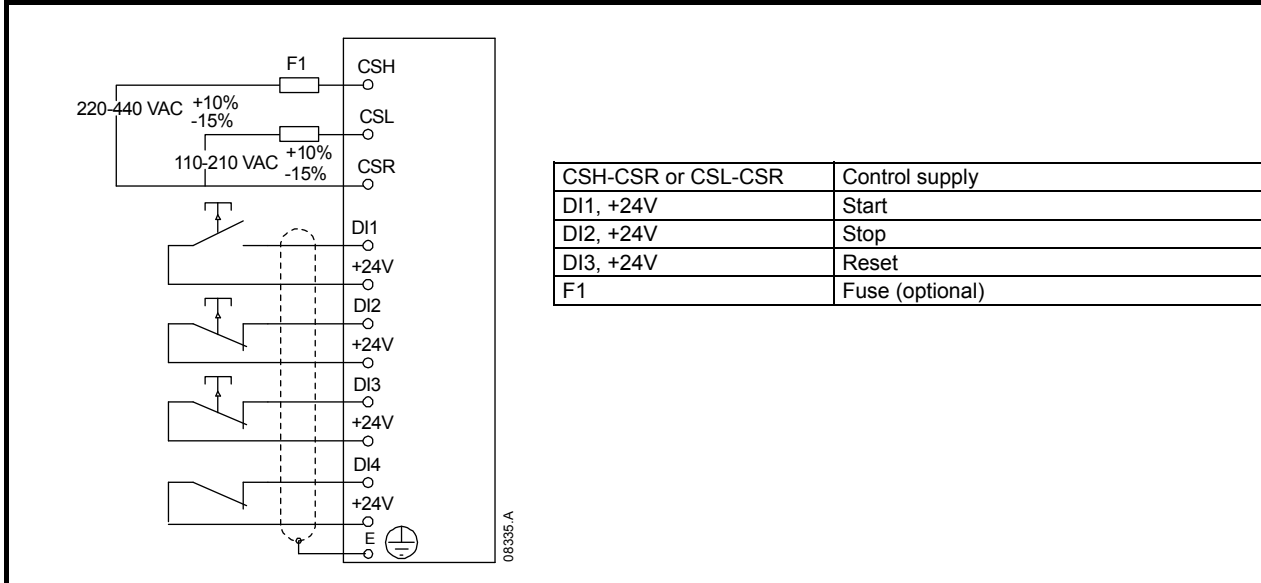 F1
CSH
220-440 VAC +10%
-15%
CSL
110-210 VAC +10%
-15%
CSR
DI1
+24V
DI2
+24V
DI3
+24V
DI4
+24V
E
08335.A
CSH-CSR or CSL-CSR Control supply
DI1, +24V Start
DI2, +24V Stop
DI3, +24V Reset
F1 Fuse (optional)